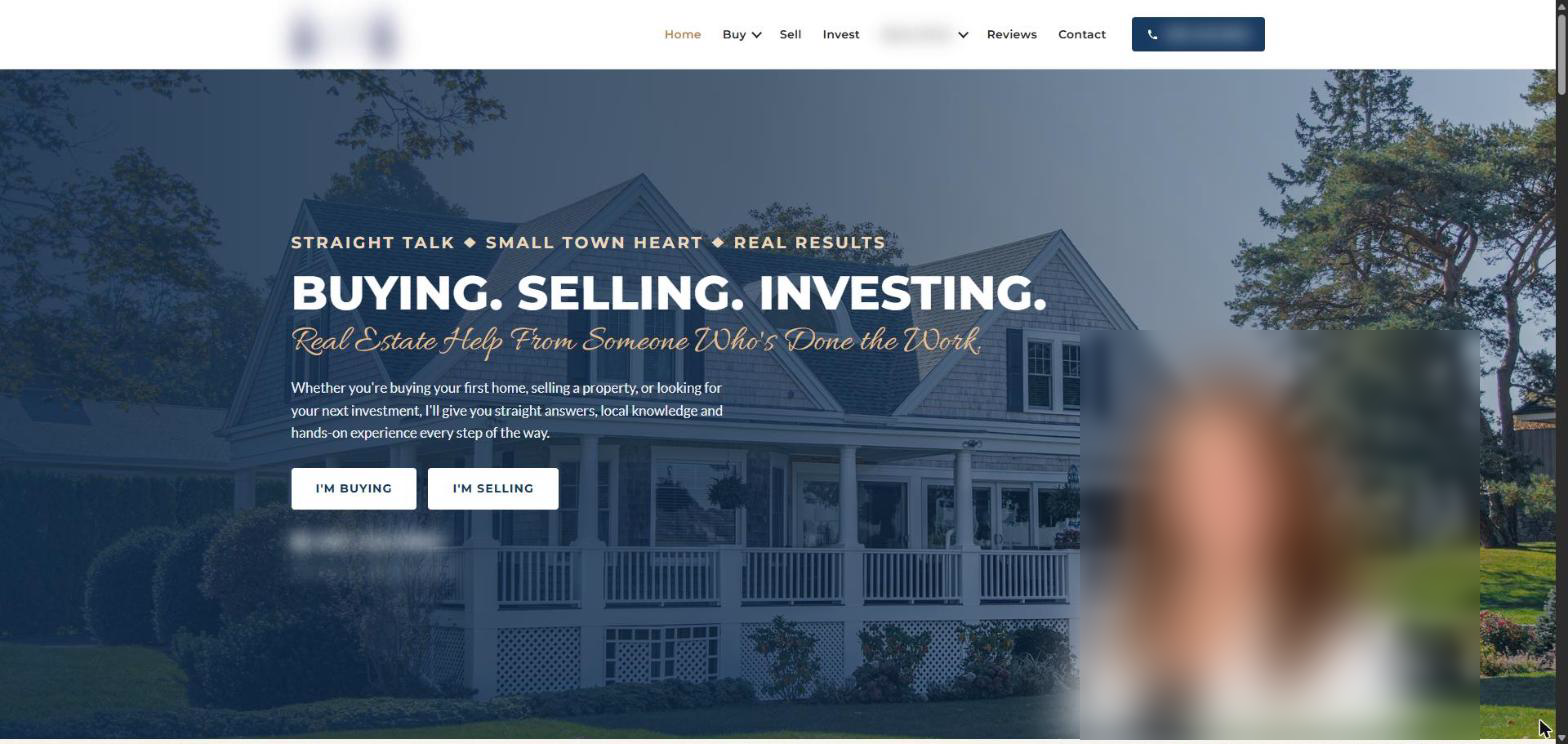 Home
Buy
Sell
Invest
Reviews
Contact
STRAIGHT TALK ◆ SMALL TOWN HEART ◆ REAL RESULTS
BUYING. SELLING. INVESTING.
Real Estate Help From Someone Who's Done the Work.
Whether you're buying your first home, selling a property, or looking for
your next investment, I'll give you straight answers, local knowledge and
hands-on experience every step of the way.
I'M BUYING
I'M SELLING